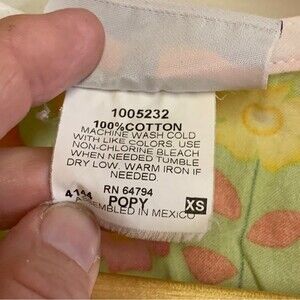 1005232
100% COTTON
MACHINE WASH COLD
WITH LIKE COLORS. USE
NON-CHLORINE BLEACH
WHEN NEEDED TUMBLE
DRY LOW. WARM IRON IF
NEEDED
RN 64794
POPY XS
ASSEMBLED IN MEXICO